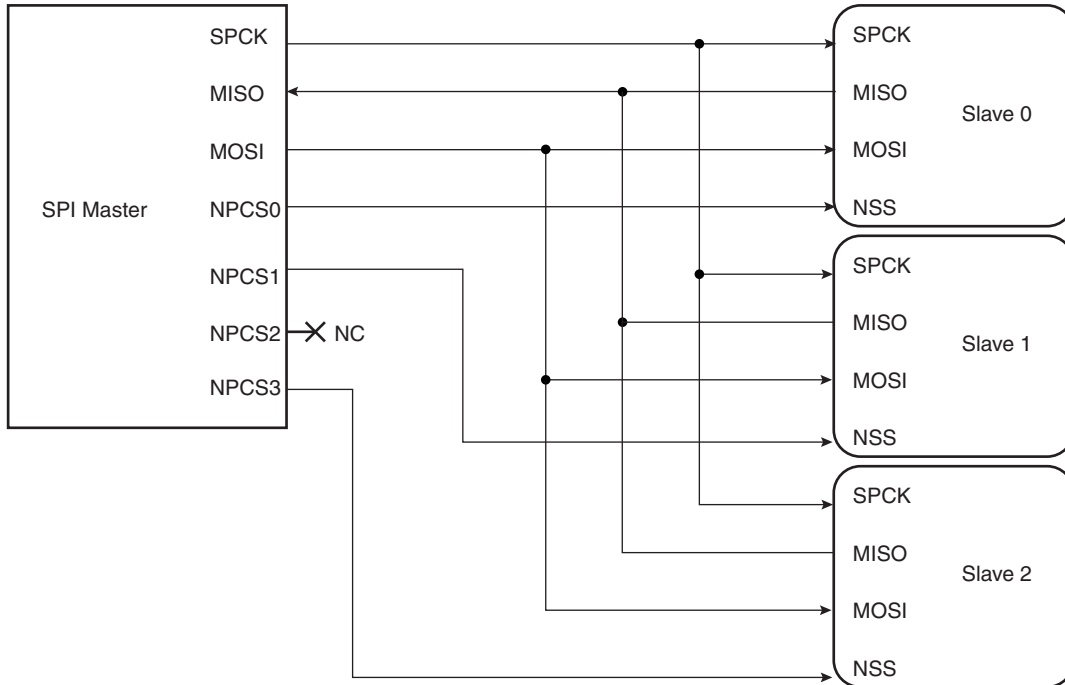 SPI Master
SPCK
MISO
MOSI
NPCS0
NPCS1
NPCS2
NC
NPCS3
SPCK
MISO
Slave 0
MOSI
NSS
SPCK
MISO
Slave 1
MOSI
NSS
SPCK
MISO
Slave 2
MOSI
NSS